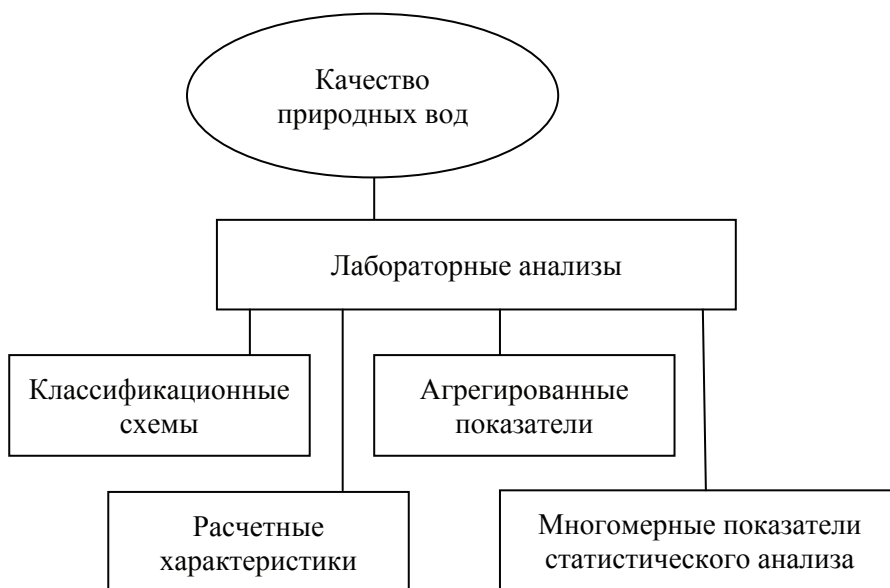 Качество
природных вод
Лабораторные анализы
Классификационные
схемы
Агрегированные
показатели
Расчетные
характеристики
Многомерные показатели
статистического анализа